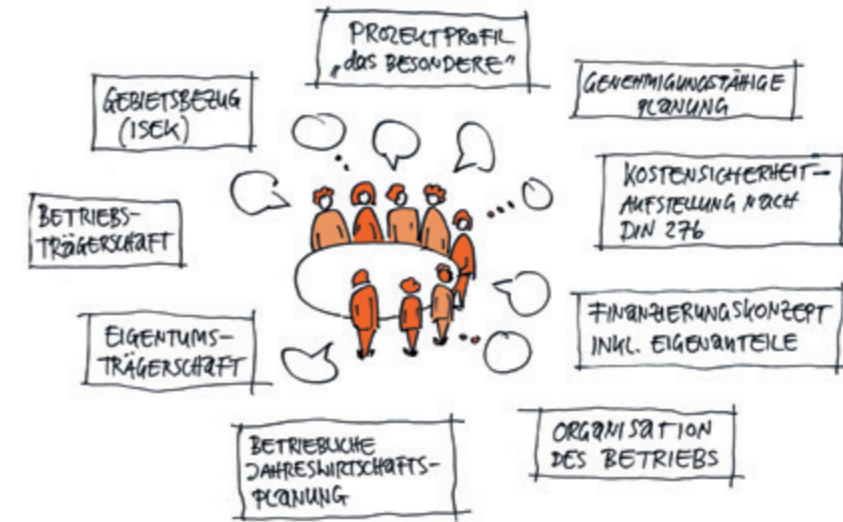 PROJEKTPROFIL
„das BESONDERE“
GENEHMIGUNGSFÄHIGE
PLANUNG
GEBIETSBEZUG
(ISEK)
KOSTENSICHERHEIT–
AUFSTELLUNG NACH
DIN 276
BETRIEBS-
TRÄGERSCHAFT
FINANZIERUNGSKONZEPT
INKL. EIGENANTEILE
EIGENTUMS-
TRÄGERSCHAFT
ORGANISATION
DES BETRIEBS
BETRIEBLICHE
JAHRESWIRTSCHAFTS-
PLANUNG